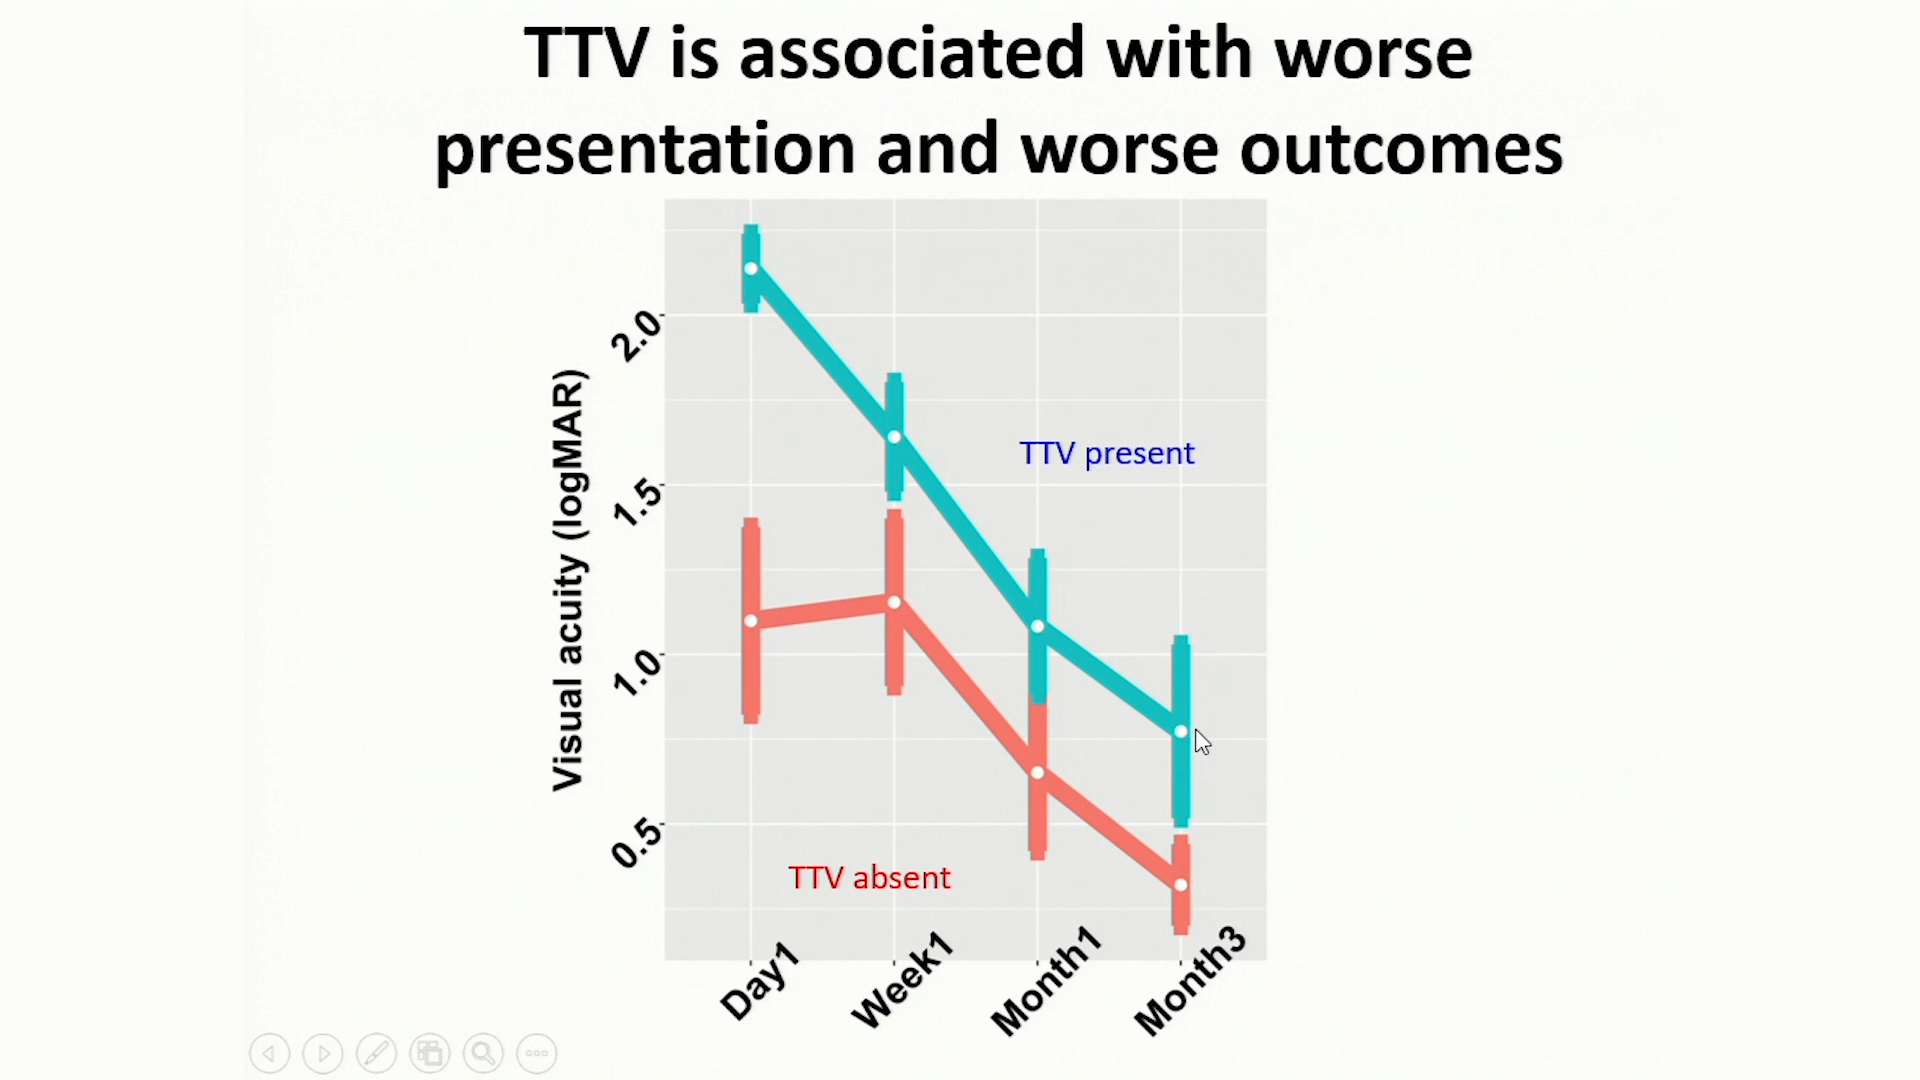 TTV is associated with worse
presentation and worse outcomes
Visual acuity (logMAR)
2.0
1.5
1.0
0.5
TTV present
TTV absent
Day1
Week1
Month1
Month3